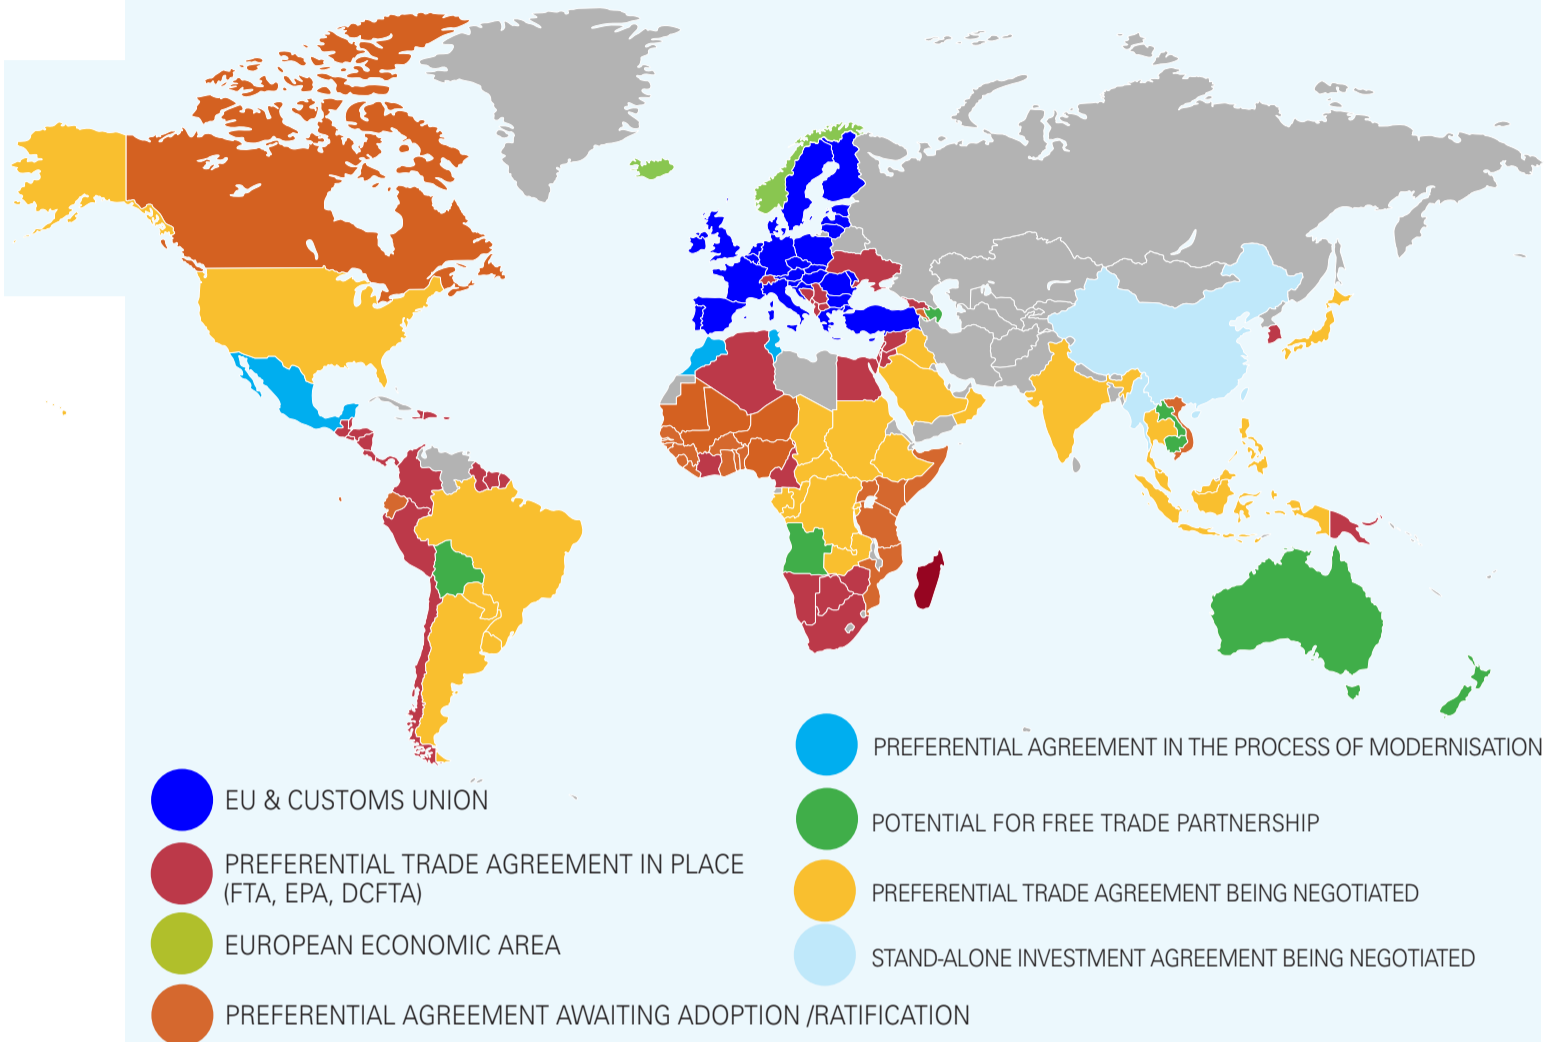 EU & CUSTOMS UNION
PREFERENTIAL TRADE AGREEMENT IN PLACE
(FTA, EPA, DCFTA)
EUROPEAN ECONOMIC AREA
PREFERENTIAL AGREEMENT AWAITING ADOPTION /RATIFICATION
PREFERENTIAL AGREEMENT IN THE PROCESS OF MODERNISATION
POTENTIAL FOR FREE TRADE PARTNERSHIP
PREFERENTIAL TRADE AGREEMENT BEING NEGOTIATED
STAND-ALONE INVESTMENT AGREEMENT BEING NEGOTIATED